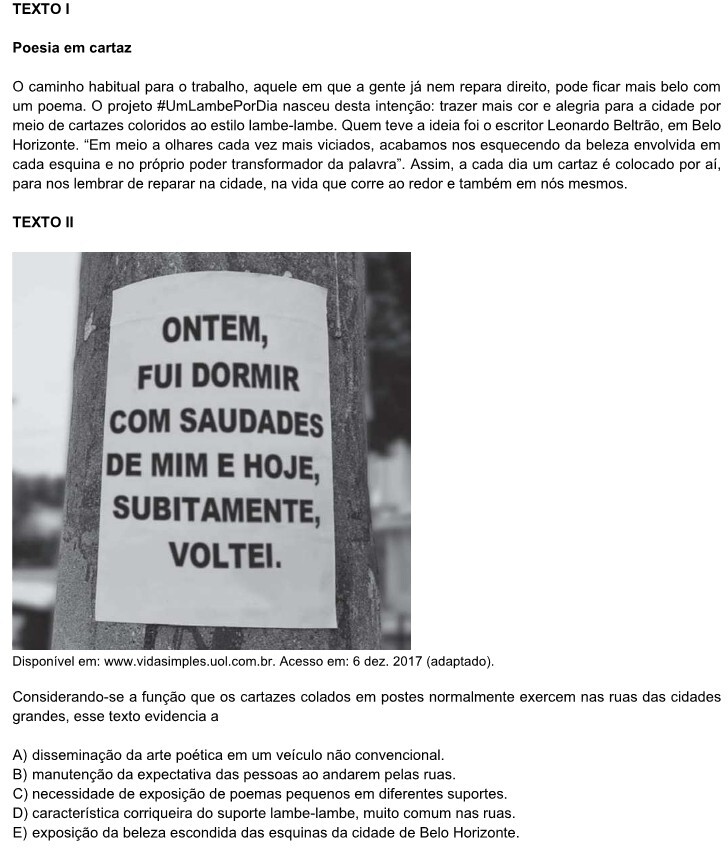 TEXTO I
Poesia em cartaz
O caminho habitual para o trabalho, aquele em que a gente já nem repara direito, pode ficar mais belo com
um poema. O projeto #UmLambePorDia nasceu desta intenção: trazer mais cor e alegria para a cidade por
meio de cartazes coloridos ao estilo lambe-lambe. Quem teve a ideia foi o escritor Leonardo Beltrão, em Belo
Horizonte. “Em meio a olhares cada vez mais viciados, acabamos nos esquecendo da beleza envolvida em
cada esquina e no próprio poder transformador da palavra”. Assim, a cada dia um cartaz é colocado por aí,
para nos lembrar de reparar na cidade, na vida que corre ao redor e também em nós mesmos.
TEXTO II
ONTEM,
FUI DORMIR
COM SAUDADES
DE MIM E HOJE,
SUBITAMENTE,
VOLTEI.
Disponível em: www.vidasimples.uol.com.br. Acesso em: 6 dez. 2017 (adaptado).
Considerando-se a função que os cartazes colados em postes normalmente exercem nas ruas das cidades
grandes, esse texto evidencia a
A) disseminação da arte poética em um veículo não convencional.
B) manutenção da expectativa das pessoas ao andarem pelas ruas.
C) necessidade de exposição de poemas pequenos em diferentes suportes.
D) característica corriqueira do suporte lambe-lambe, muito comum nas ruas.
E) exposição da beleza escondida das esquinas da cidade de Belo Horizonte.